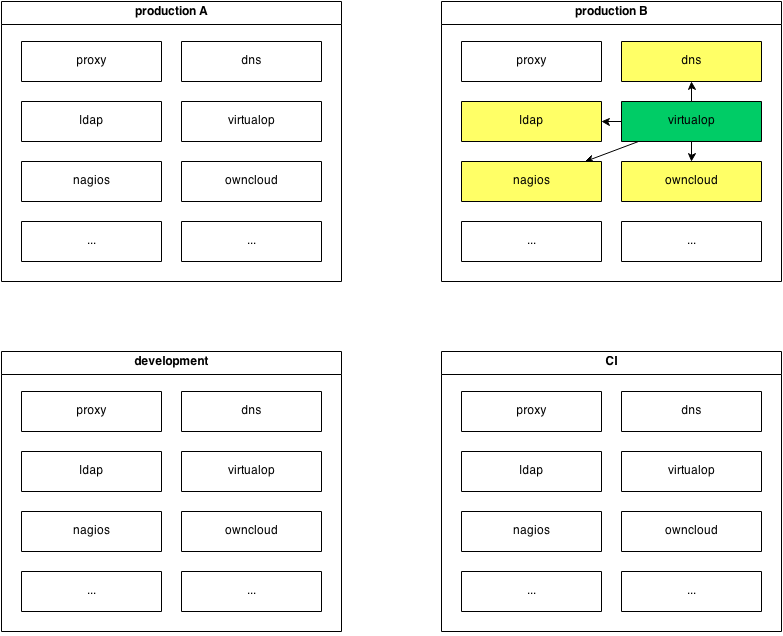 production A
proxy dns
ldap virtualop
nagios owncloud
... ...
production B
proxy dns
ldap virtualop
nagios owncloud
... ...
development
proxy dns
ldap virtualop
nagios owncloud
... ...
CI
proxy dns
ldap virtualop
nagios owncloud
... ...